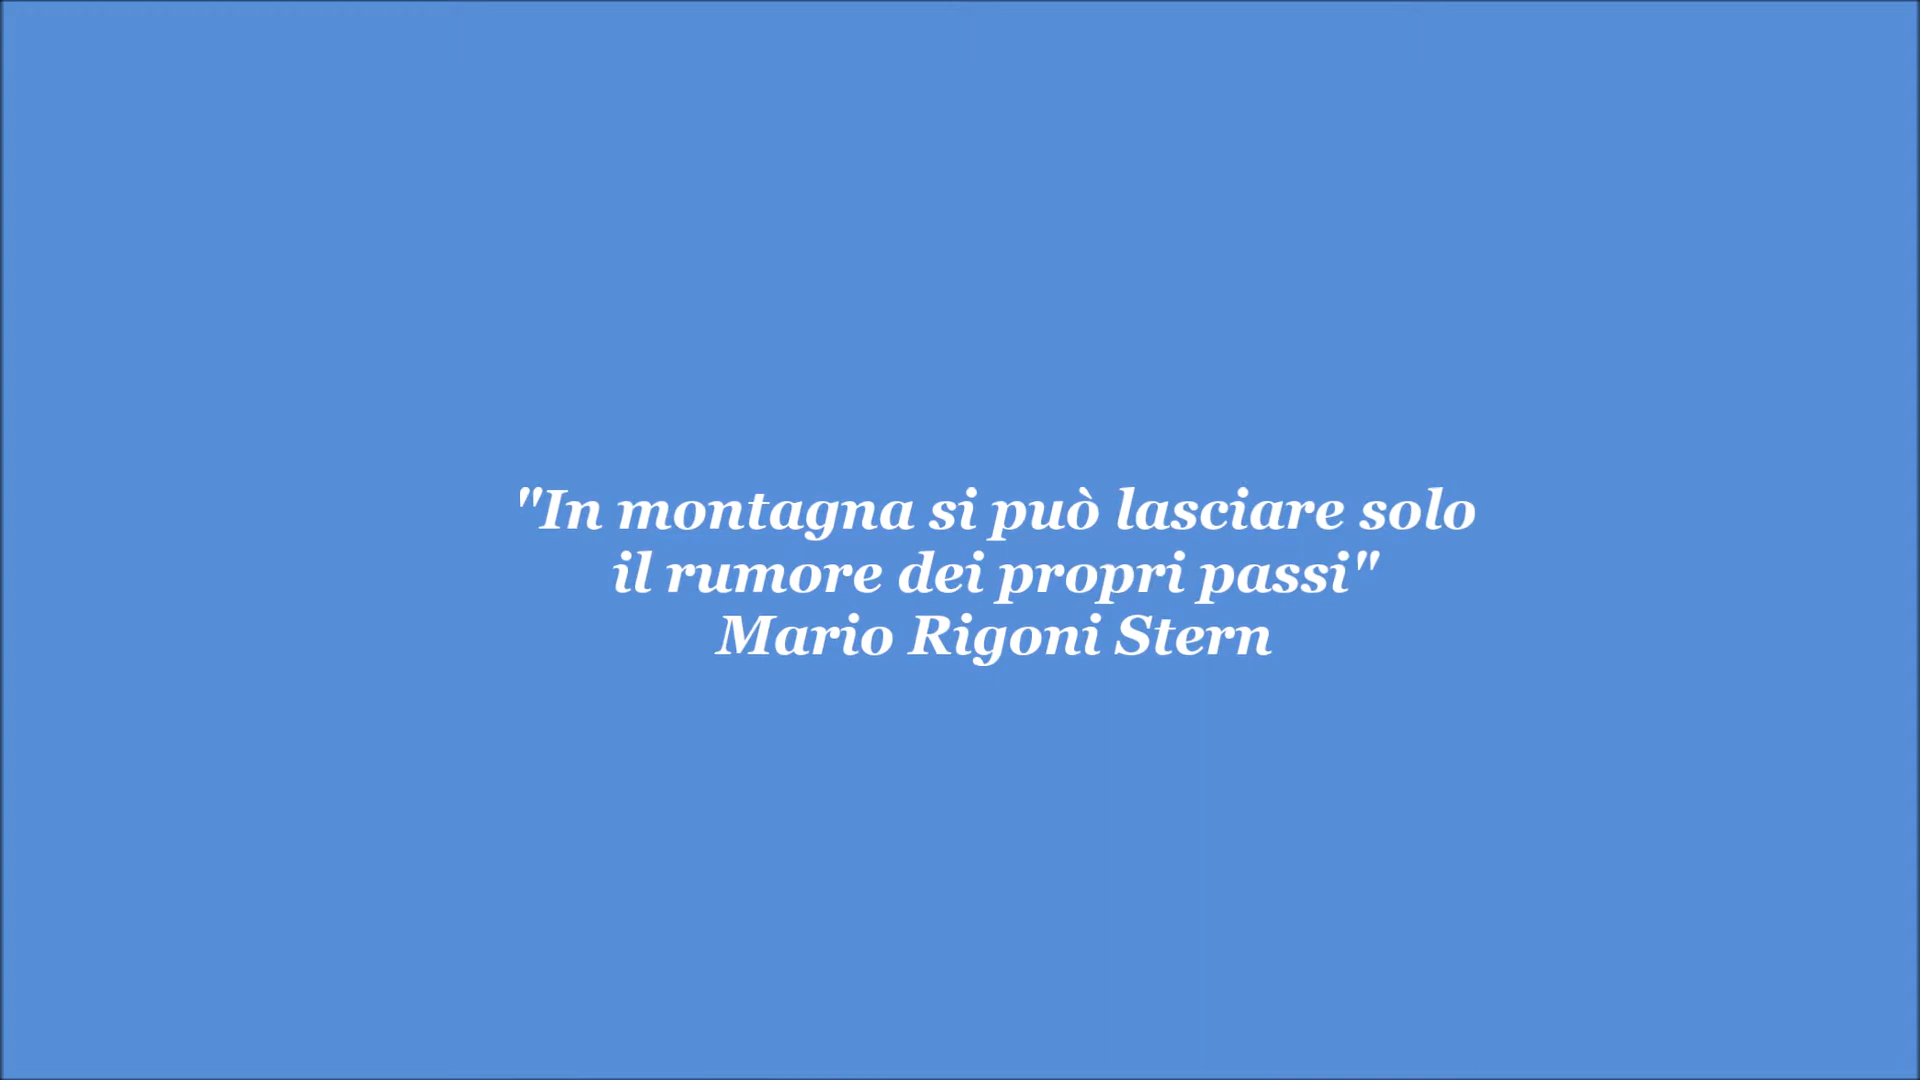 "In montagna si può lasciare solo
il rumore dei propri passi"
Mario Rigoni Stern